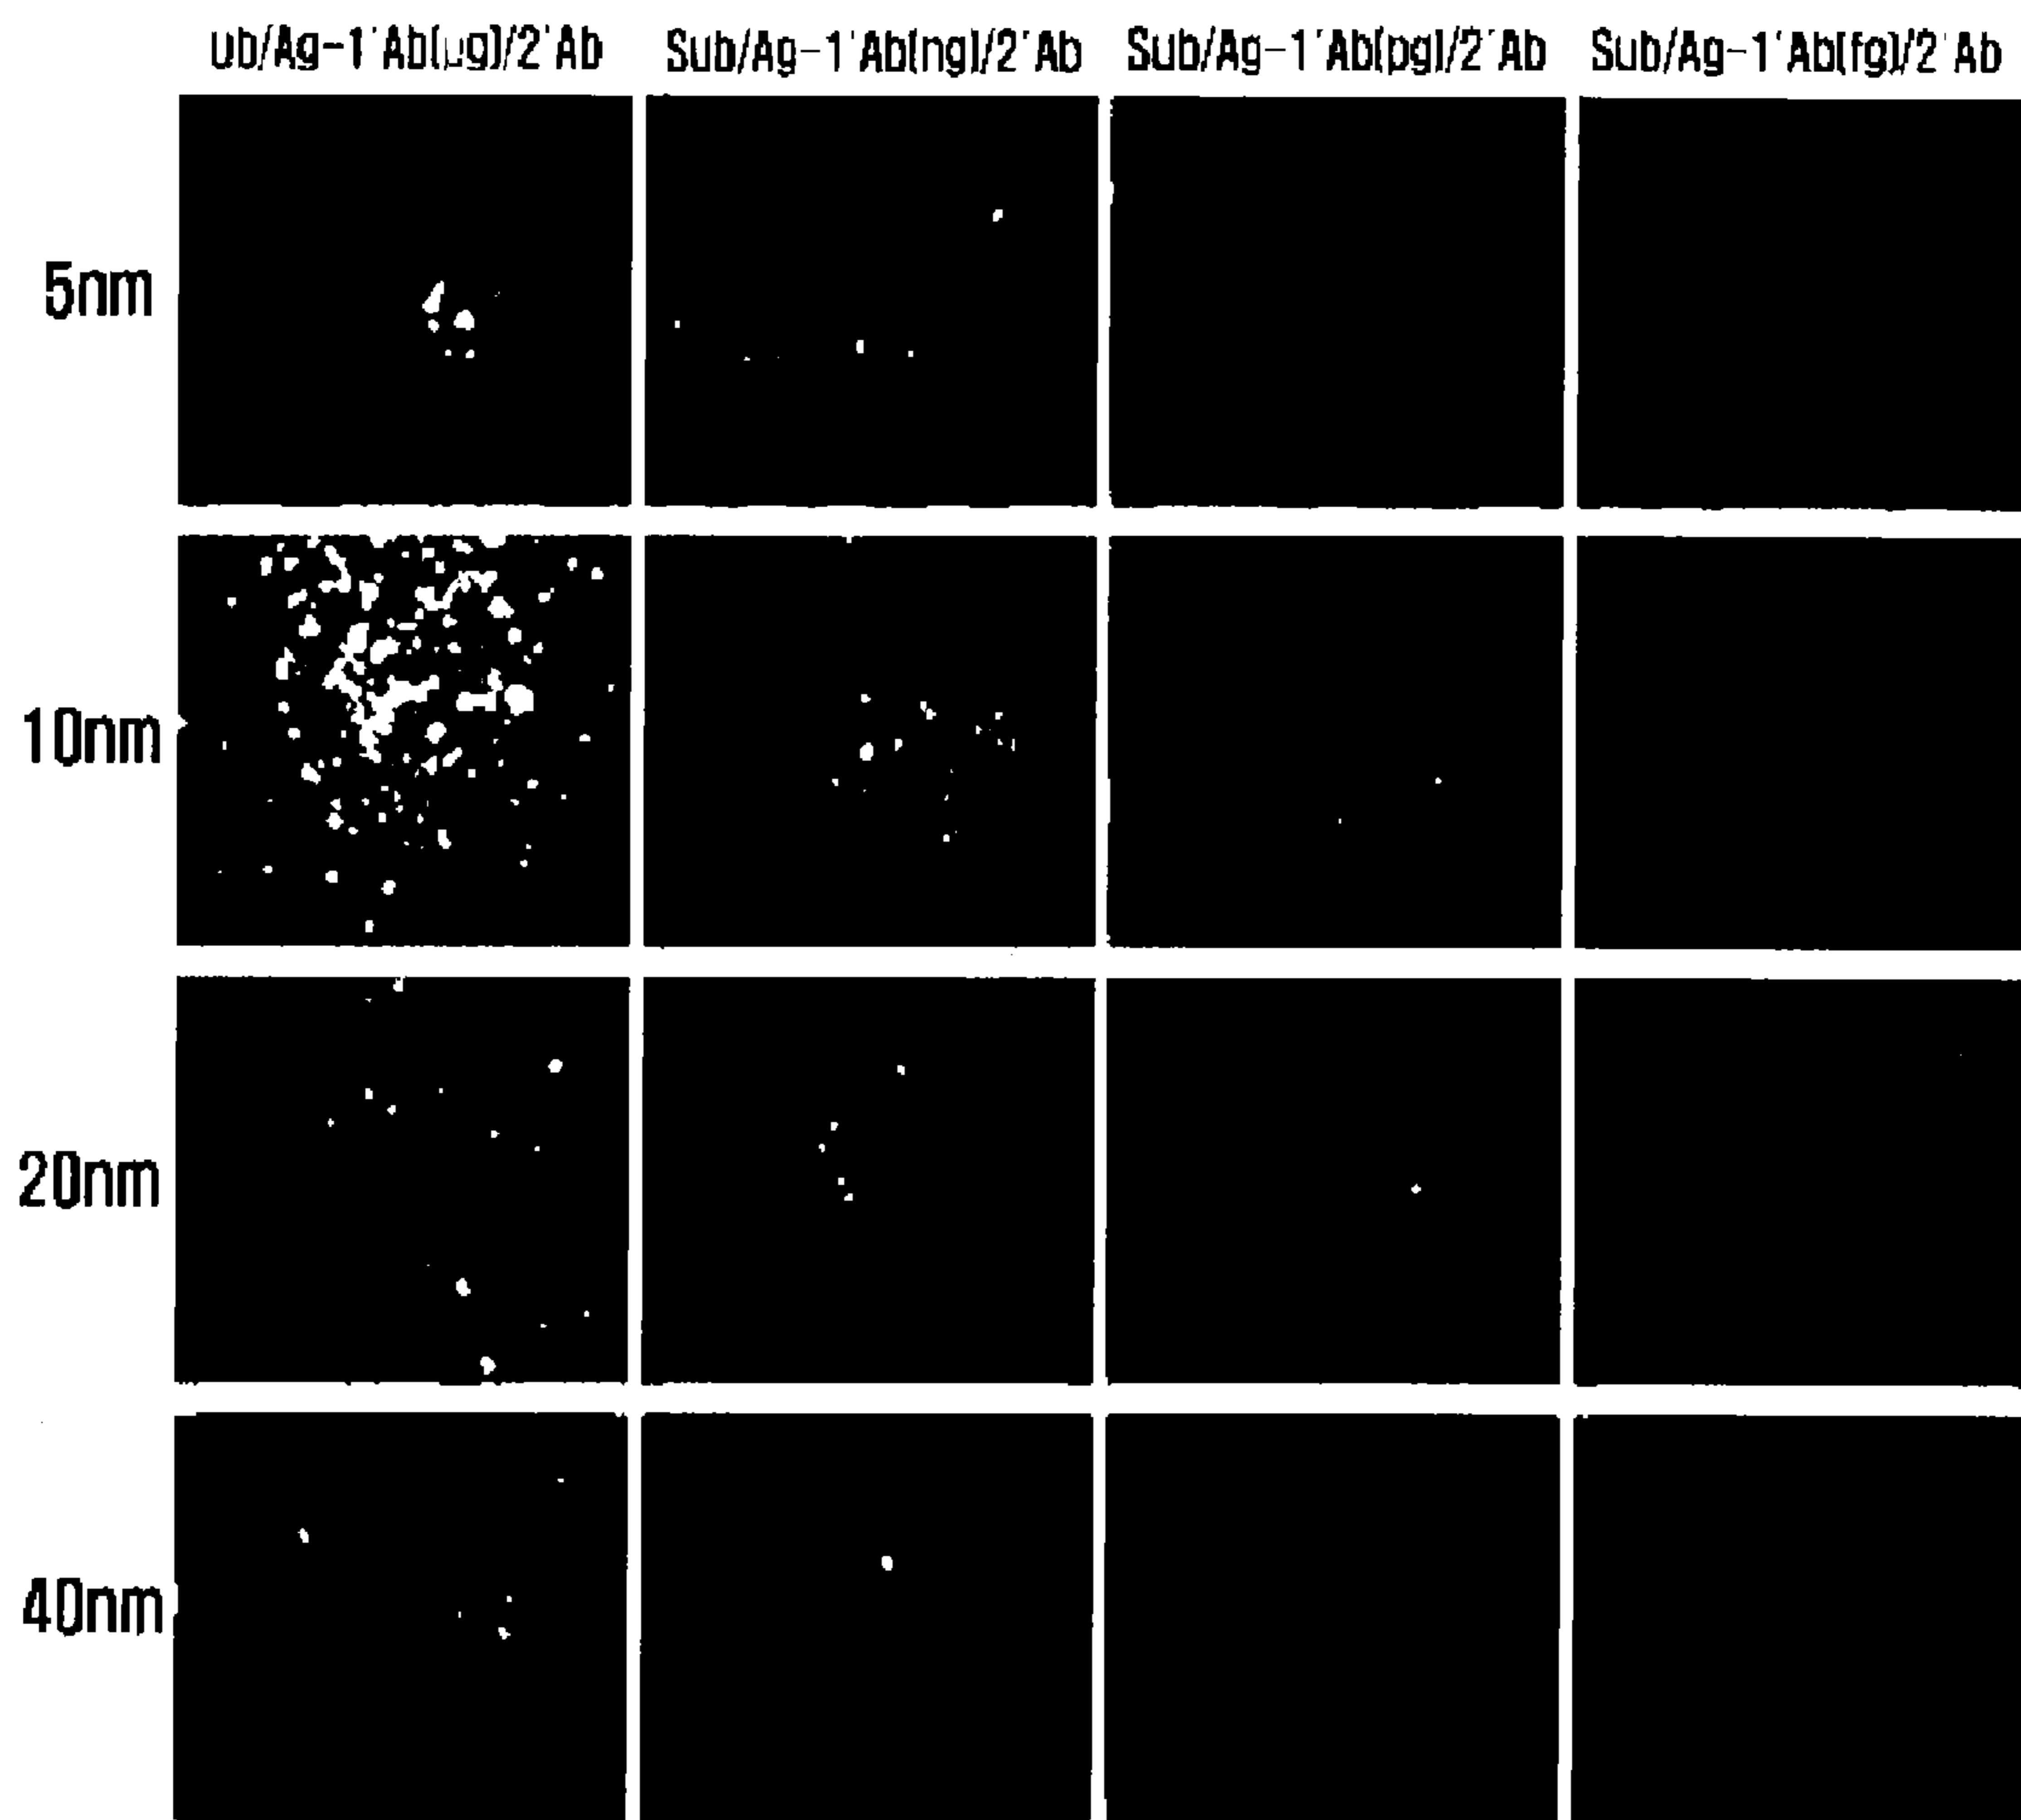 ub/Ag-1'Ab(μg)/2'Ab Sub/Ag-1'Ab(ng)/2'Ab Sub/Ag-1'Ab(pg)/2'Ab Sub/Ag-1'Ab(fg)/2'Ab
5nm
10nm
20nm
40nm